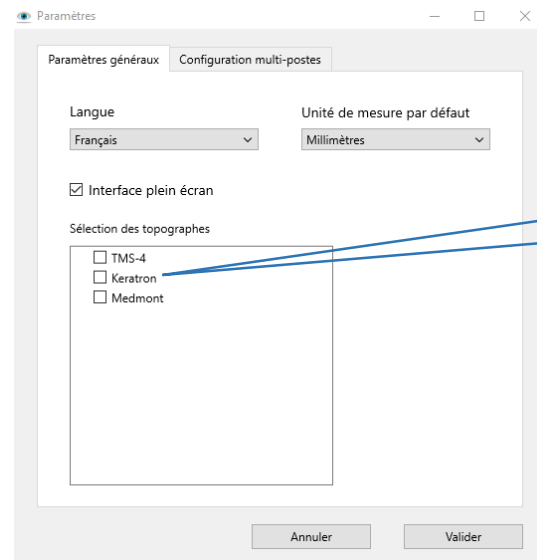 Paramètres
Paramètres généraux Configuration multi-postes
Langue Unité de mesure par défaut
Français Millimètres
Interface plein écran
Sélection des topographes
TMS-4
Keratron
Medmont
Annuler Valider